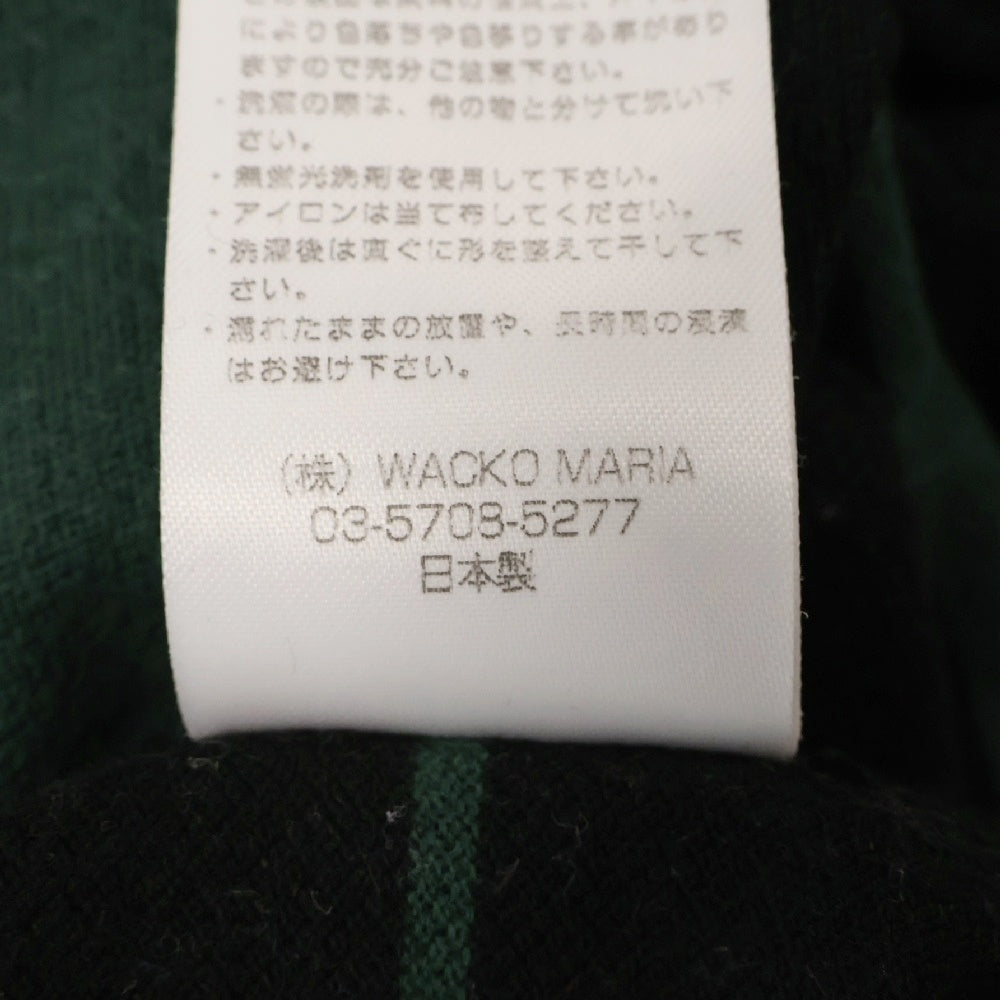 により色落ちや色移りする事があり
ますので充分ご注意下さい。
・洗濯の際は、他の物と分けて洗い下
さい。
・無蛍光洗剤を使用して下さい。
・アイロンは当て布してください。
・洗濯後は直ぐに形を整えて干して下
さい。
・濡れたままの放置や、長時間の浸漬
はお避け下さい。
(株) WACKO MARIA
03-5708-5277
日本製